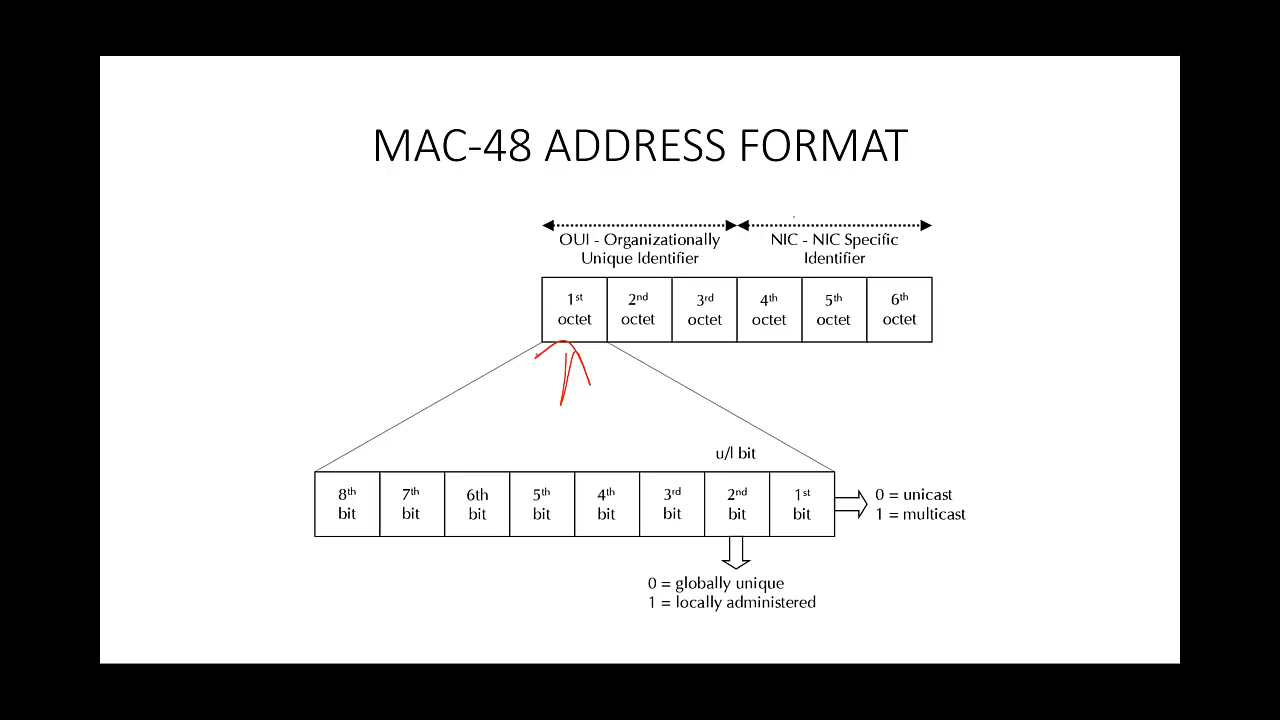 MAC-48 ADDRESS FORMAT
OUI - Organizationally
Unique Identifier
NIC - NIC Specific
Identifier
1st octet
2nd octet
3rd octet
4th octet
5th octet
6th octet
u/l bit
8th bit
7th bit
6th bit
5th bit
4th bit
3rd bit
2nd bit
1st bit
0 = unicast
1 = multicast
0 = globally unique
1 = locally administered